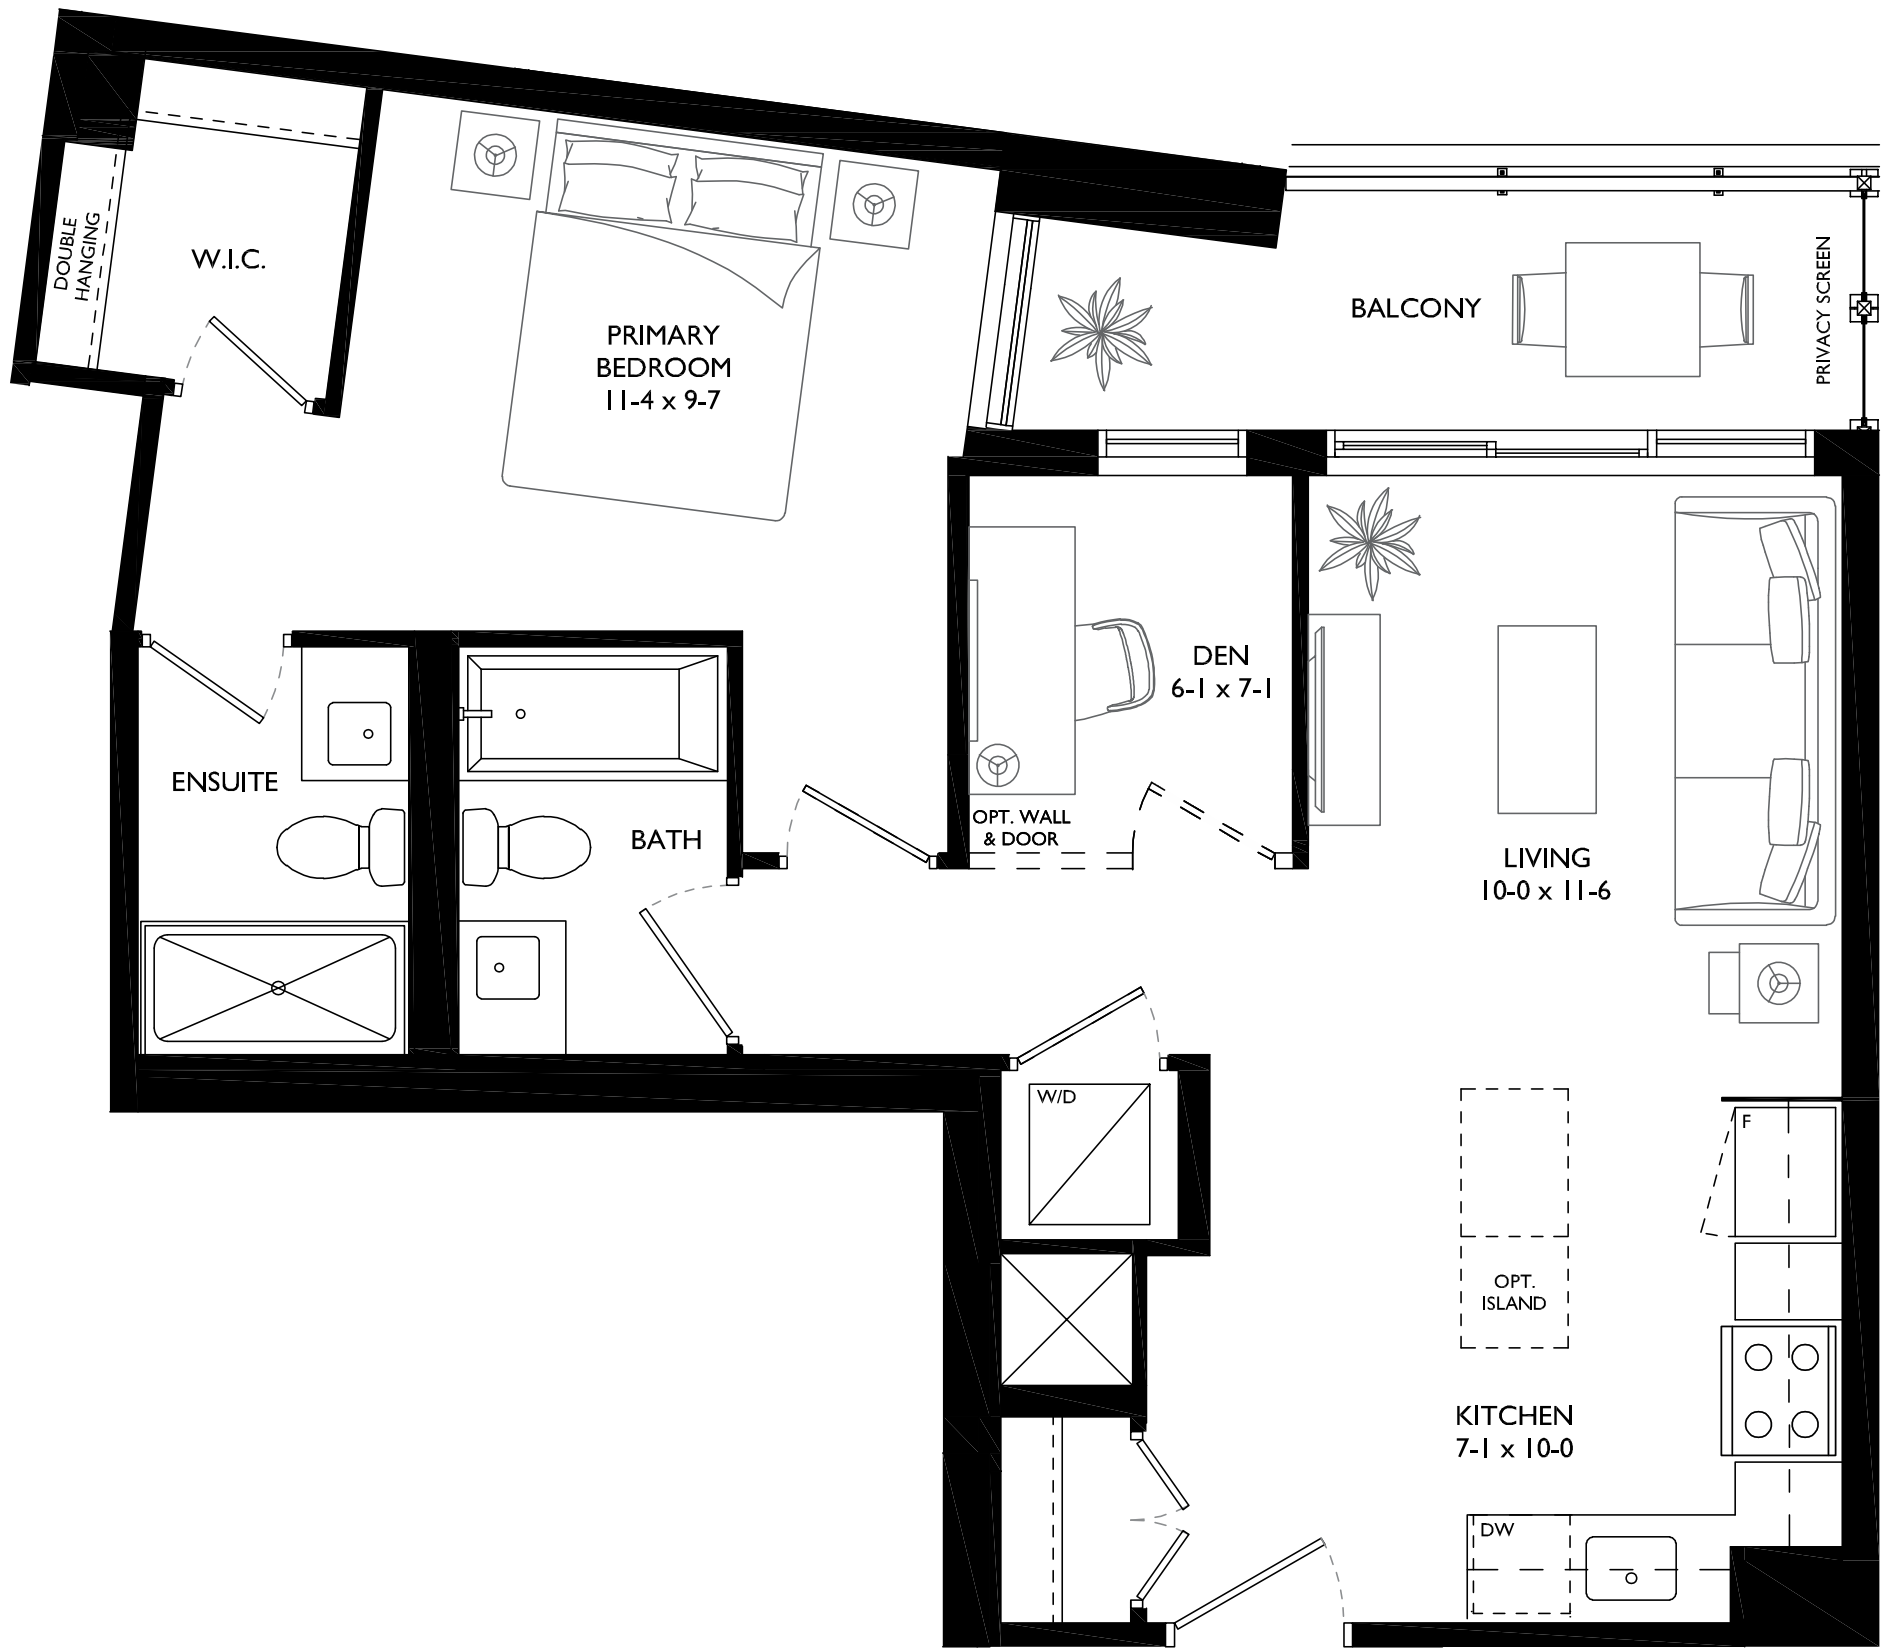 DOUBLE
HANGING
W.I.C.
PRIMARY
BEDROOM
11-4 x 9-7
BALCONY
PRIVACY SCREEN
DEN
6-1 x 7-1
ENSUITE
BATH
OPT. WALL
& DOOR
LIVING
10-0 x 11-6
W/D
F
OPT.
ISLAND
KITCHEN
7-1 x 10-0
DW